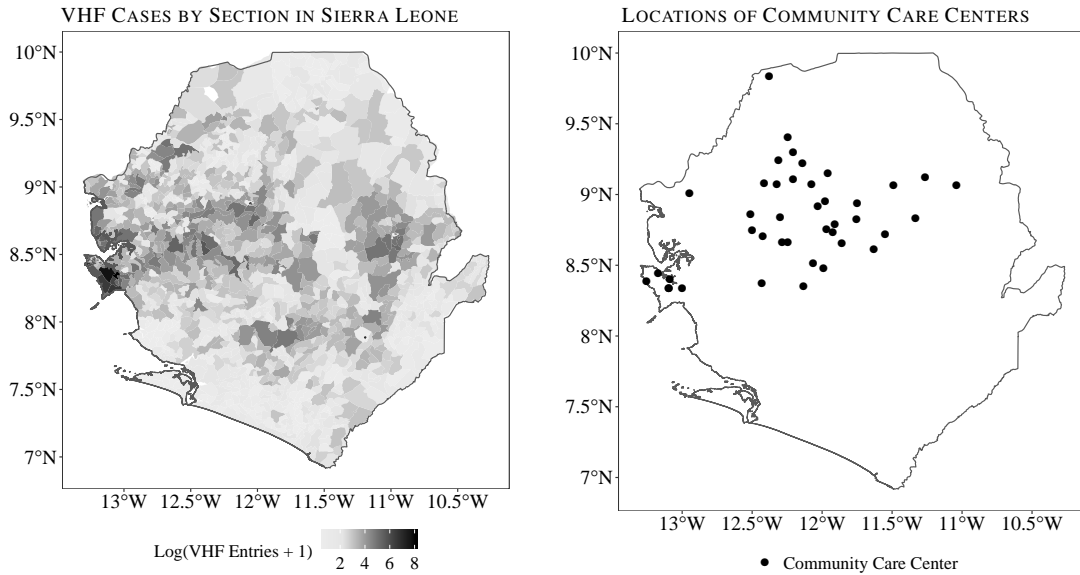 VHF CASES BY SECTION IN SIERRA LEONE
10°N
9.5°N
9°N
8.5°N
8°N
7.5°N
7°N
13°W 12.5°W 12°W 11.5°W 11°W 10.5°W
Log(VHF Entries + 1)
2 4 6 8
LOCATIONS OF COMMUNITY CARE CENTERS
10°N
9.5°N
9°N
8.5°N
8°N
7.5°N
7°N
13°W 12.5°W 12°W 11.5°W 11°W 10.5°W
Community Care Center